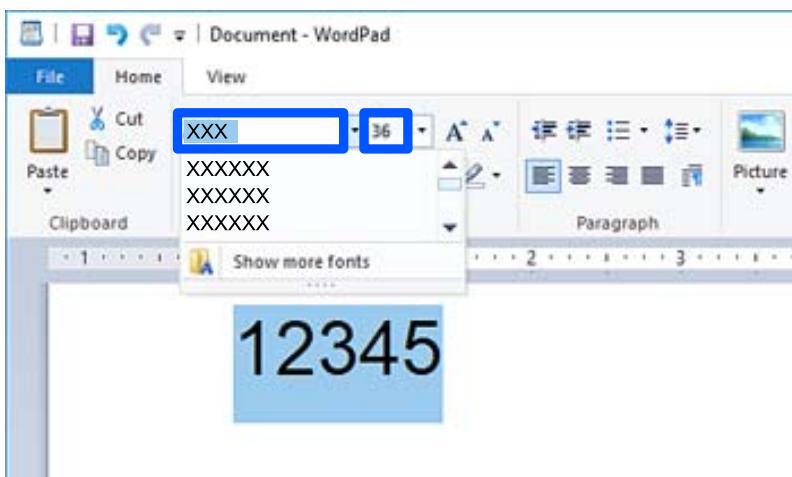 Document - WordPad
File Home View
Cut
XXX 36 A A
Copy
Paste
XXXXXX
Picture
XXXXXX
XXXXXX
Clipboard Paragraph
Show more fonts
1 2 3
12345